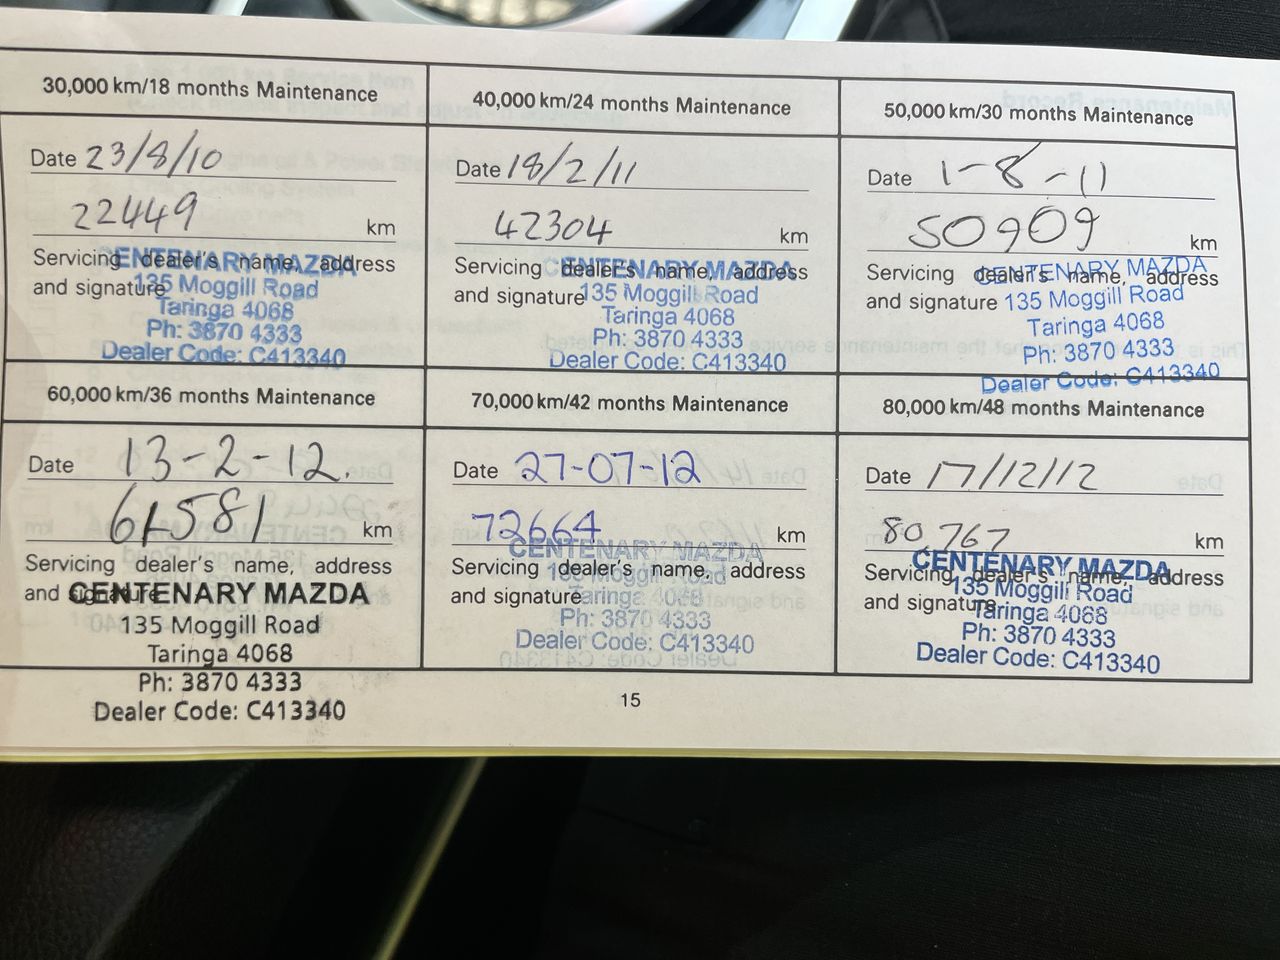 30,000 km/18 months Maintenance
Date 23/8/10
22449 km
Servicing dealer's name, address
and signature
CENTENARY MAZDA
135 Moggill Road
Taringa 4068
Ph: 3870 4333
Dealer Code: C413340
40,000 km/24 months Maintenance
Date 18/2/11
42304 km
Servicing dealer's name, address
and signature
CENTENARY MAZDA
135 Moggill Road
Taringa 4068
Ph: 3870 4333
Dealer Code: C413340
50,000 km/30 months Maintenance
Date 1-8-11
50909 km
Servicing dealer's name, address
and signature
CENTENARY MAZDA
135 Moggill Road
Taringa 4068
Ph: 3870 4333
Dealer Code: C413340
60,000 km/36 months Maintenance
Date 13-2-12.
61581 km
Servicing dealer's name, address
and signature
CENTENARY MAZDA
135 Moggill Road
Taringa 4068
Ph: 3870 4333
Dealer Code: C413340
70,000 km/42 months Maintenance
Date 27-07-12
72664 km
Servicing dealer's name, address
and signature
CENTENARY MAZDA
135 Moggill Road
Taringa 4068
Ph: 3870 4333
Dealer Code: C413340
80,000 km/48 months Maintenance
Date 17/12/12
80767 km
Servicing dealer's name, address
and signature
CENTENARY MAZDA
135 Moggill Road
Taringa 4068
Ph: 3870 4333
Dealer Code: C413340
15